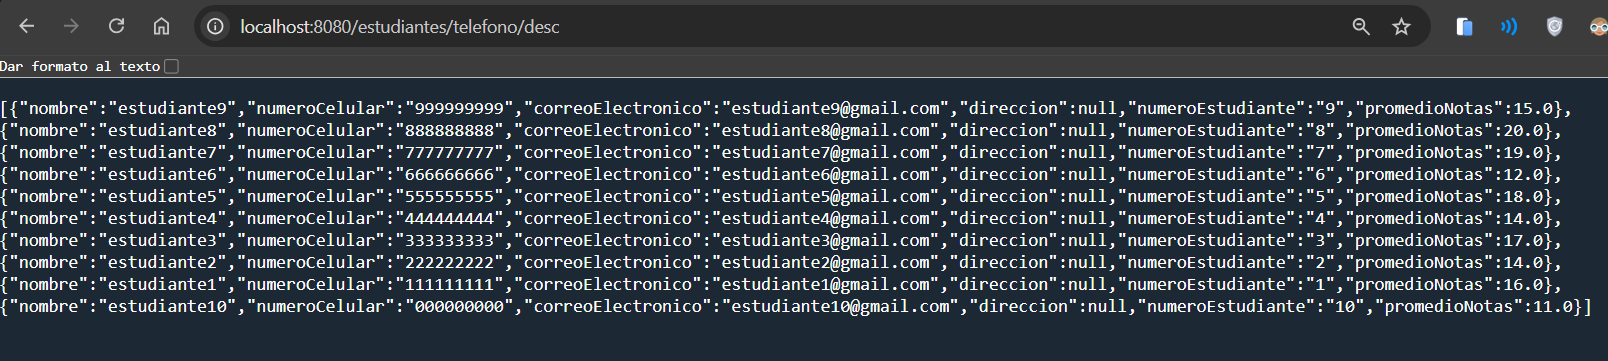 localhost:8080/estudiantes/telefono/desc
Dar formato al texto
[{"nombre":"estudiante9","numeroCelular":"999999999","correoElectronico":"estudiante9@gmail.com","direccion":null,"numeroEstudiante":"9","promedioNotas":15.0},
{"nombre":"estudiante8","numeroCelular":"888888888","correoElectronico":"estudiante8@gmail.com","direccion":null,"numeroEstudiante":"8","promedioNotas":20.0},
{"nombre":"estudiante7","numeroCelular":"777777777","correoElectronico":"estudiante7@gmail.com","direccion":null,"numeroEstudiante":"7","promedioNotas":19.0},
{"nombre":"estudiante6","numeroCelular":"666666666","correoElectronico":"estudiante6@gmail.com","direccion":null,"numeroEstudiante":"6","promedioNotas":12.0},
{"nombre":"estudiante5","numeroCelular":"555555555","correoElectronico":"estudiante5@gmail.com","direccion":null,"numeroEstudiante":"5","promedioNotas":18.0},
{"nombre":"estudiante4","numeroCelular":"444444444","correoElectronico":"estudiante4@gmail.com","direccion":null,"numeroEstudiante":"4","promedioNotas":14.0},
{"nombre":"estudiante3","numeroCelular":"333333333","correoElectronico":"estudiante3@gmail.com","direccion":null,"numeroEstudiante":"3","promedioNotas":17.0},
{"nombre":"estudiante2","numeroCelular":"222222222","correoElectronico":"estudiante2@gmail.com","direccion":null,"numeroEstudiante":"2","promedioNotas":14.0},
{"nombre":"estudiante1","numeroCelular":"111111111","correoElectronico":"estudiante1@gmail.com","direccion":null,"numeroEstudiante":"1","promedioNotas":16.0},
{"nombre":"estudiante10","numeroCelular":"000000000","correoElectronico":"estudiante10@gmail.com","direccion":null,"numeroEstudiante":"10","promedioNotas":11.0}]